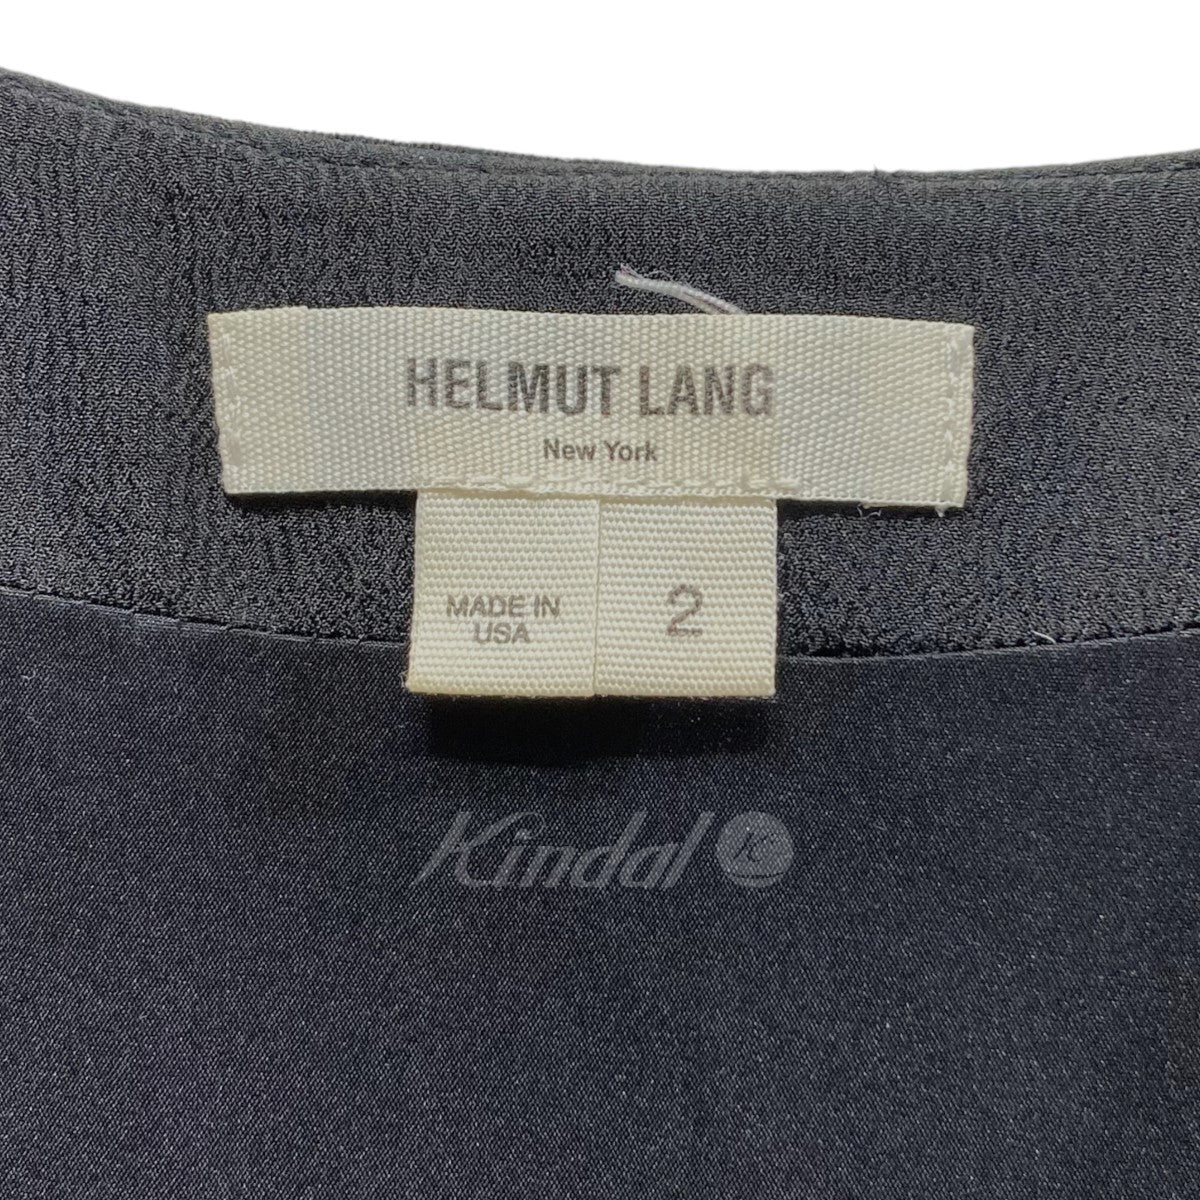 HELMUT LANG
New York
MADE IN
USA
2
Kindal K